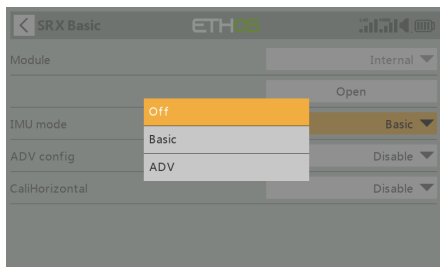 SRX Basic
ETHOS
Module
Internal
Open
Off
IMU mode
Basic
Basic
ADV config
Disable
ADV
CaliHorizontal
Disable